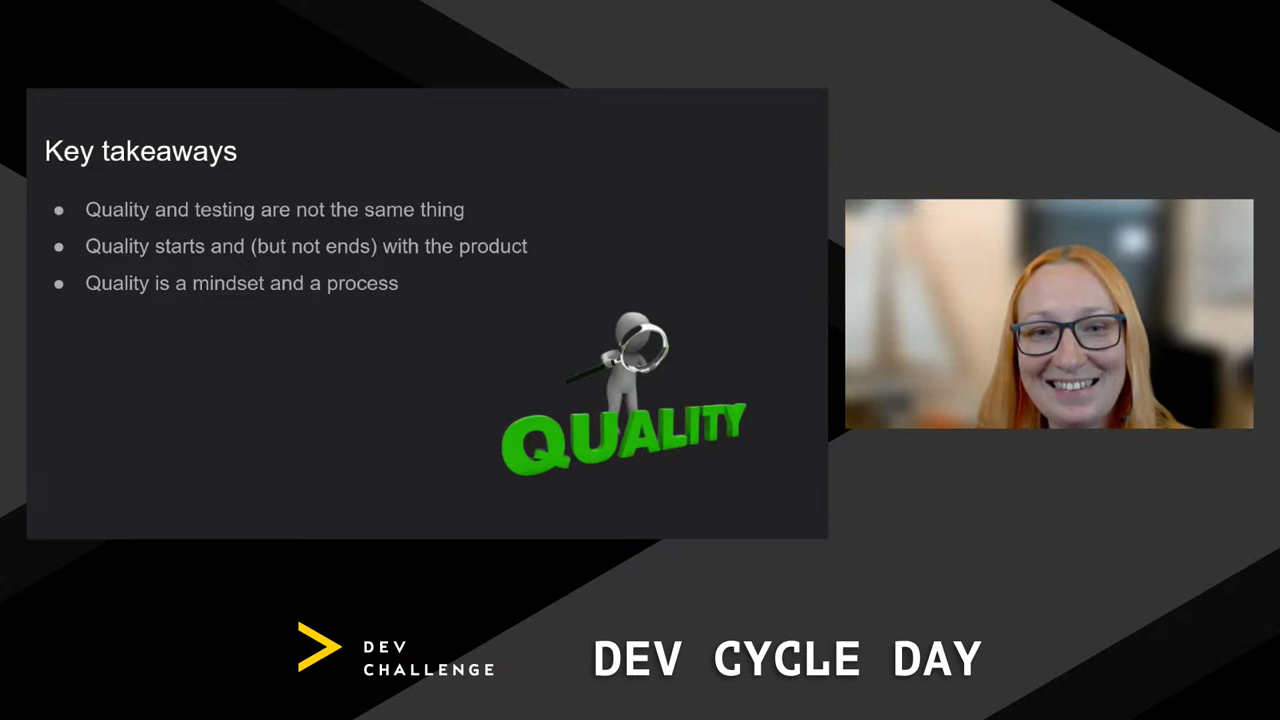 Key takeaways
● Quality and testing are not the same thing
● Quality starts and (but not ends) with the product
● Quality is a mindset and a process
QUALITY
DEV
CHALLENGE
DEV CYCLE DAY